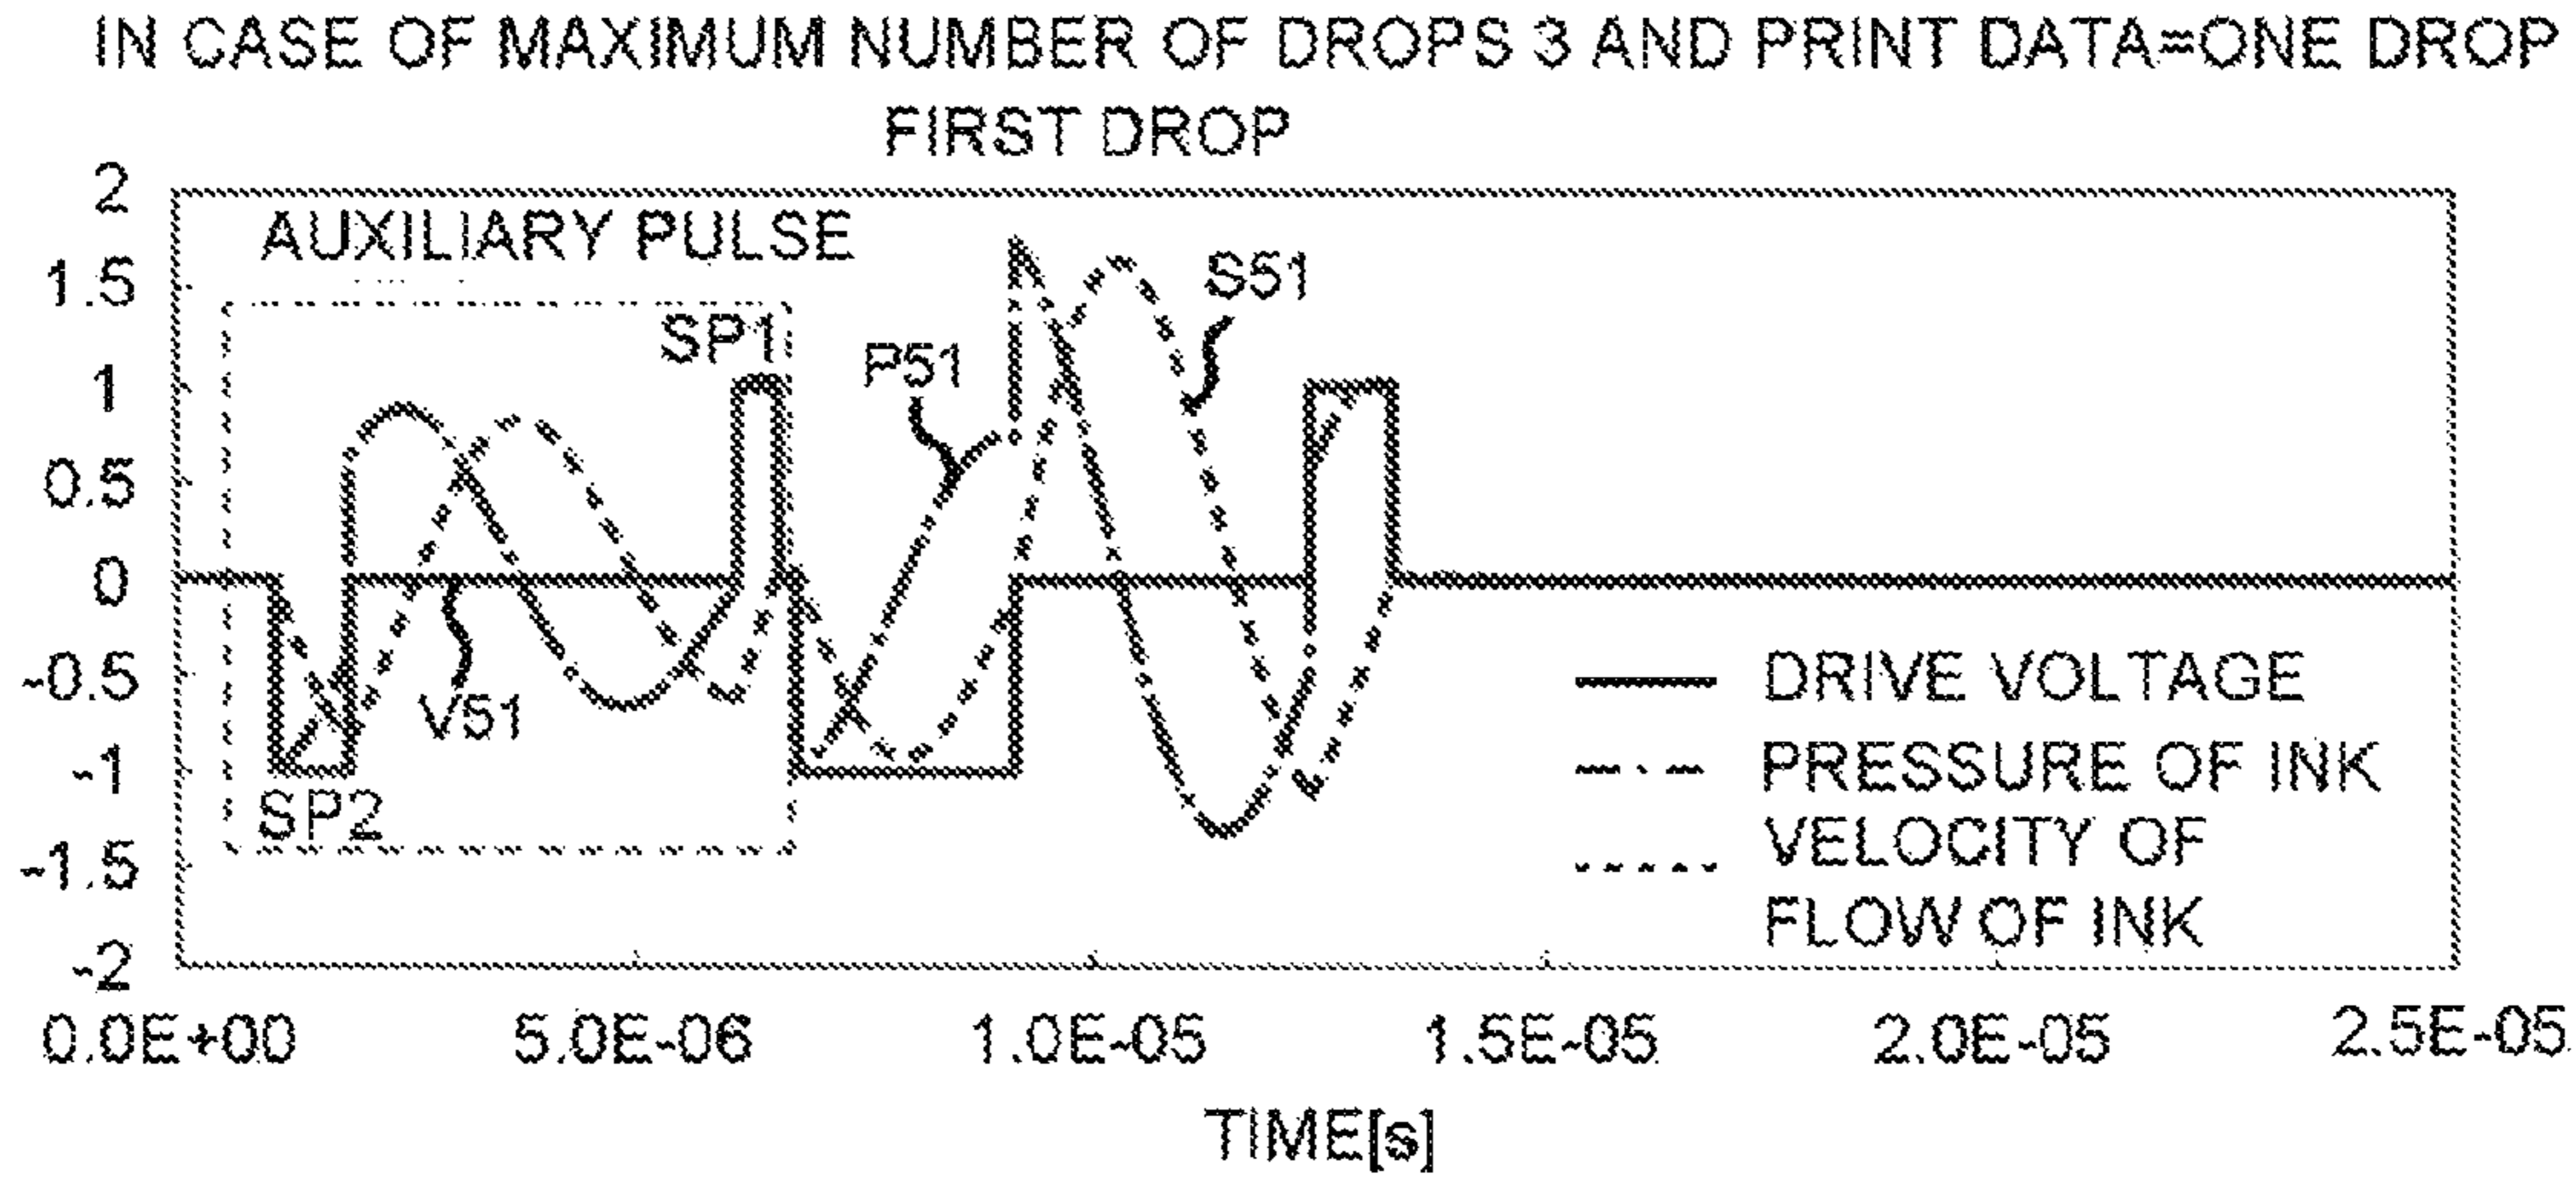 IN CASE OF MAXIMUM NUMBER OF DROPS 3 AND PRINT DATA=ONE DROP
FIRST DROP
2
AUXILIARY PULSE
1.5
S51
SP1
P51
1
0.5
0
-0.5
V51
-1
SP2
-1.5
-2
DRIVE VOLTAGE
PRESSURE OF INK
VELOCITY OF
FLOW OF INK
0.0E+00 5.0E-06 1.0E-05 1.5E-05 2.0E-05 2.5E-05
TIME[s]